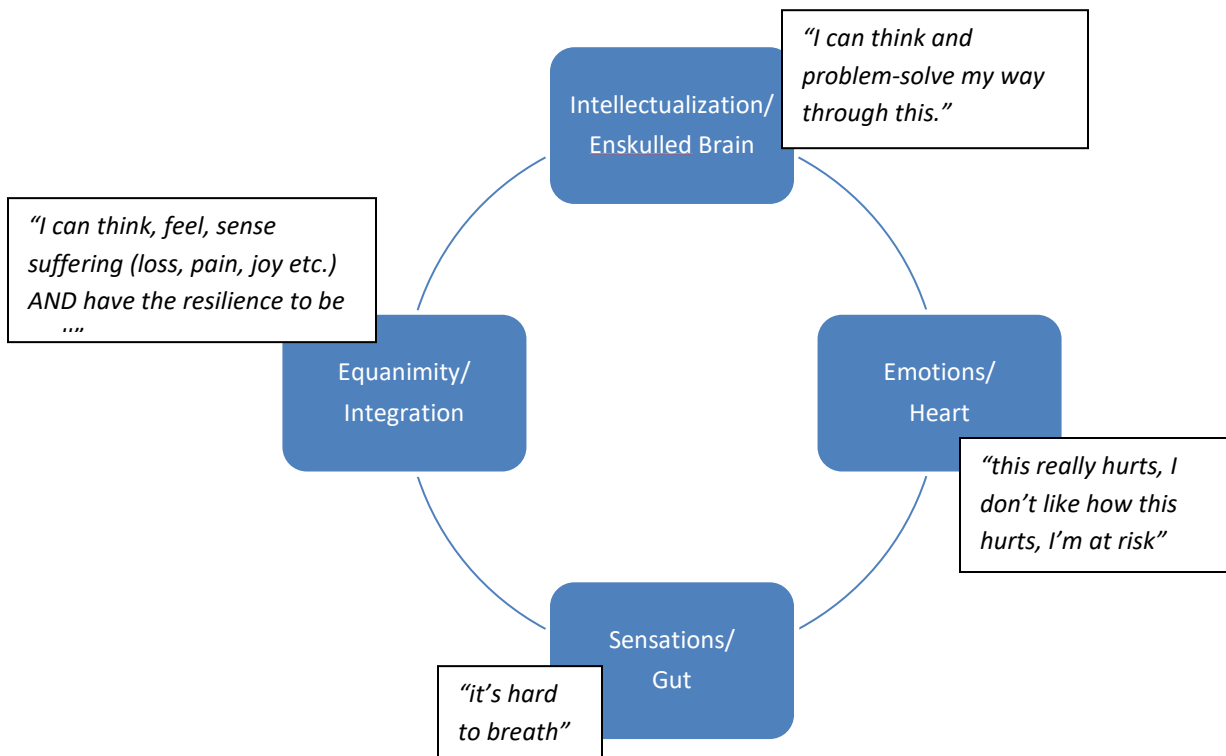 “I can think and
problem-solve my way
through this.”
Intellectualization/
Enskulled Brain
“I can think, feel, sense
suffering (loss, pain, joy etc.)
AND have the resilience to be
Equanimity/
Integration
Emotions/
Heart
“this really hurts, I
don’t like how this
hurts, I’m at risk”
Sensations/
Gut
“it’s hard
to breath”